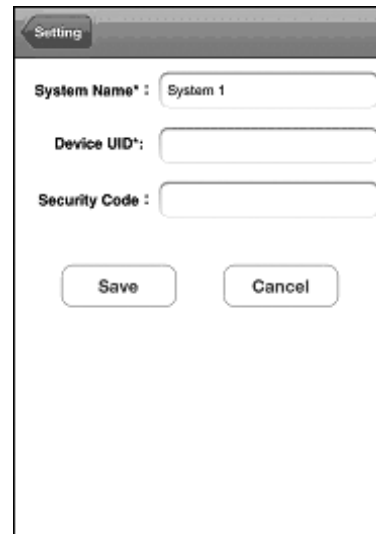 Setting
System Name* : System 1
Device UID*:
Security Code :
Save Cancel